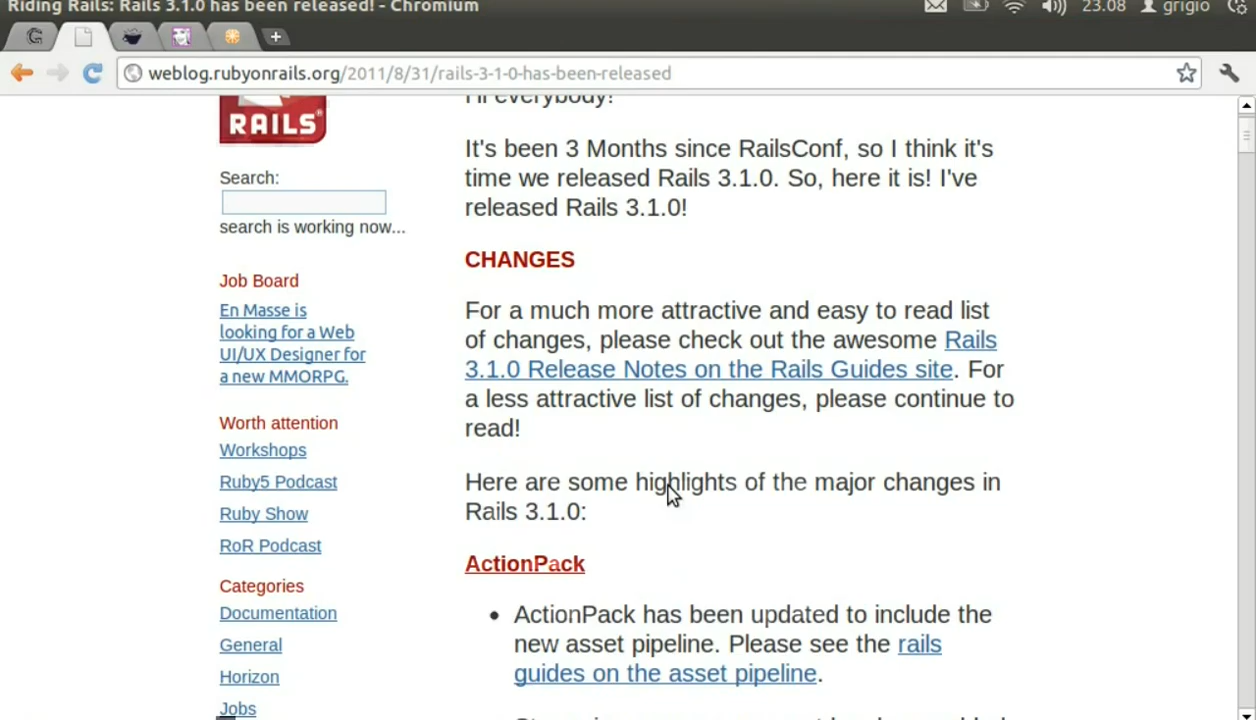 Riding Rails: Rails 3.1.0 has been released! - Chromium
23.08 grigio
weblog.rubyonrails.org/2011/8/31/rails-3-1-0-has-been-released
RAILS
Search:
search is working now...
Job Board
En Masse is
looking for a Web
UI/UX Designer for
a new MMORPG.
Worth attention
Workshops
Ruby5 Podcast
Ruby Show
RoR Podcast
Categories
Documentation
General
Horizon
Jobs
Hi everybody!
It's been 3 Months since RailsConf, so I think it's
time we released Rails 3.1.0. So, here it is! I've
released Rails 3.1.0!
CHANGES
For a much more attractive and easy to read list
of changes, please check out the awesome Rails
3.1.0 Release Notes on the Rails Guides site. For
a less attractive list of changes, please continue to
read!
Here are some highlights of the major changes in
Rails 3.1.0:
ActionPack
• ActionPack has been updated to include the
new asset pipeline. Please see the rails
guides on the asset pipeline.